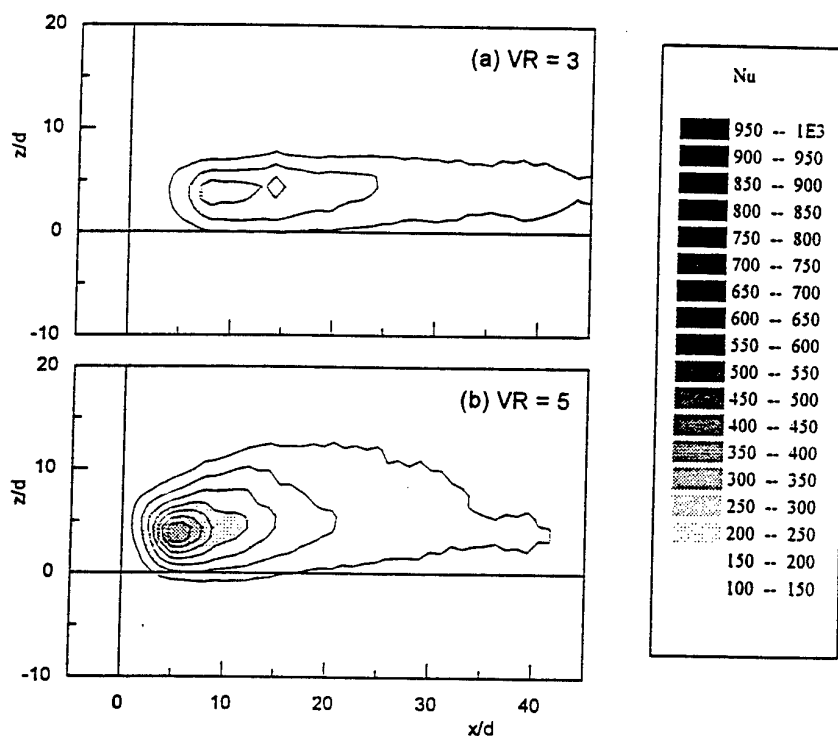 20
(a) VR = 3
10
z/d
0
-10
20
(b) VR = 5
10
z/d
0
-10
0 10 20 30 40
x/d
Nu
950 -- 1E3
900 -- 950
850 -- 900
800 -- 850
750 -- 800
700 -- 750
650 -- 700
600 -- 650
550 -- 600
500 -- 550
450 -- 500
400 -- 450
350 -- 400
300 -- 350
250 -- 300
200 -- 250
150 -- 200
100 -- 150